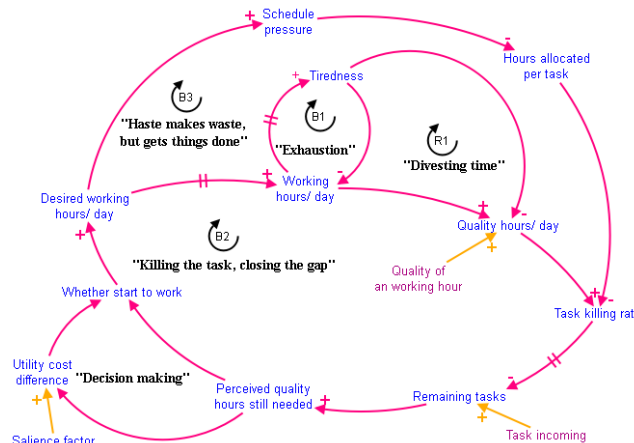 Schedule
pressure
Hours allocated
per task
Tiredness
B3
"Haste makes waste,
but gets things done"
B1
"Exhaustion"
R1
"Divesting time"
Desired working
hours/ day
Working
hours/ day
Quality hours/ day
B2
"Killing the task, closing the gap"
Quality of
an working hour
Whether start to work
Task killing rat
Utility cost
difference
"Decision making"
Perceived quality
hours still needed
Remaining tasks
Salience factor
Task incoming